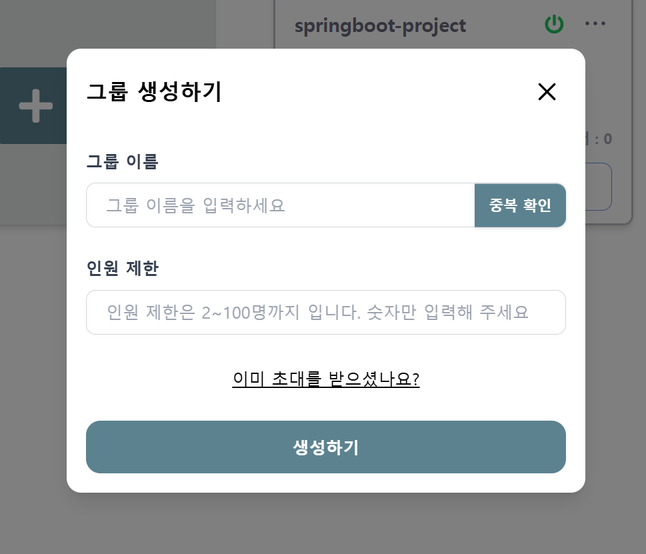 springboot-project
그룹 생성하기
: 0
그룹 이름
그룹 이름을 입력하세요
중복 확인
인원 제한
인원 제한은 2~100명까지 입니다. 숫자만 입력해 주세요
이미 초대를 받으셨나요?
생성하기